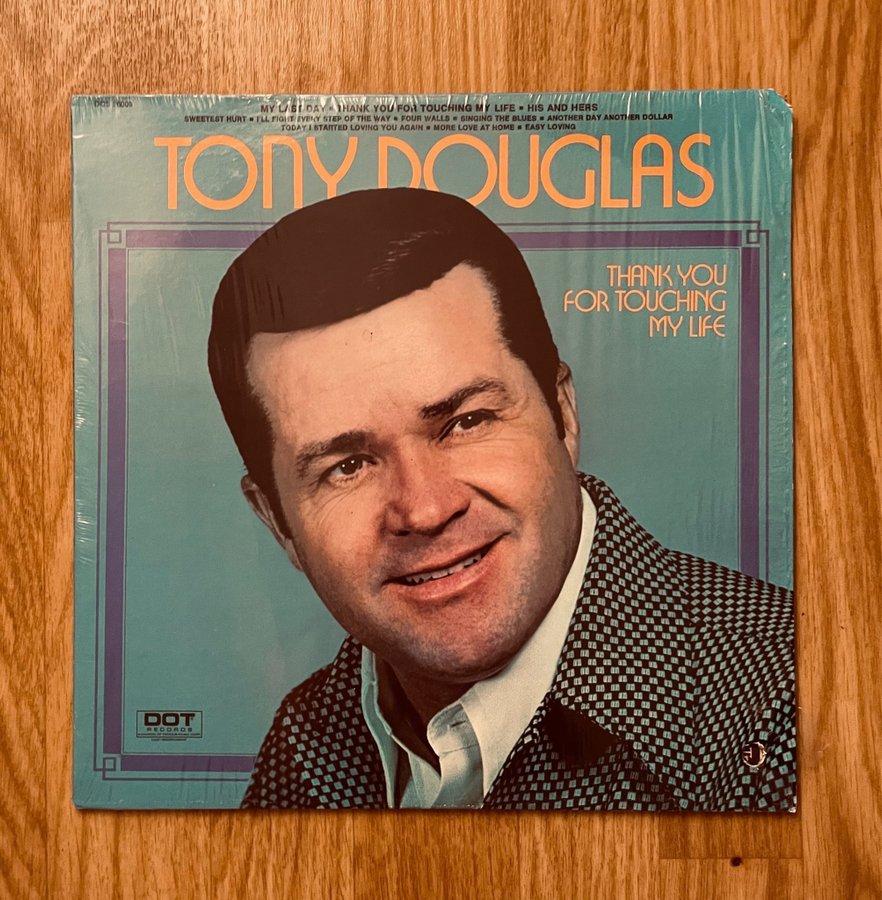 MY LAST DAY ▪ THANK YOU FOR TOUCHING MY LIFE ▪ HIS AND HERS
SWEETEST HURT ▪ I'LL FIGHT EVERY STEP OF THE WAY ▪ FOUR WALLS ▪ SINGING THE BLUES ▪ ANOTHER DAY ANOTHER DOLLAR
TODAY I STARTED LOVING YOU AGAIN ▪ MORE LOVE AT HOME ▪ EASY LOVING
TONY DOUGLAS
THANK YOU
FOR TOUCHING
MY LIFE
DOT
RECORDS